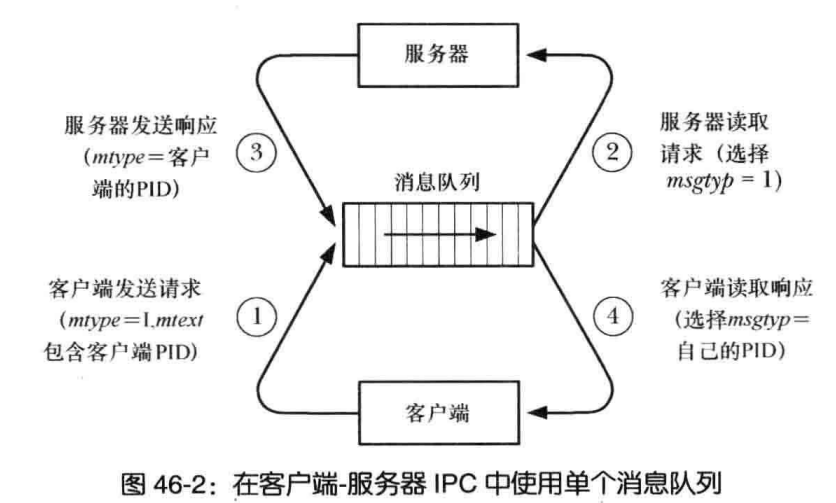 服务器
服务器发送响应
(mtype=客户
端的PID)
3
2
服务器读取
请求（选择
msgtyp = 1)
消息队列
客户端发送请求
(mtype=1,mtext
包含客户端PID)
1
4
客户端读取响应
(选择msgtyp=
自己的PID)
客户端
图 46-2：在客户端-服务器 IPC 中使用单个消息队列